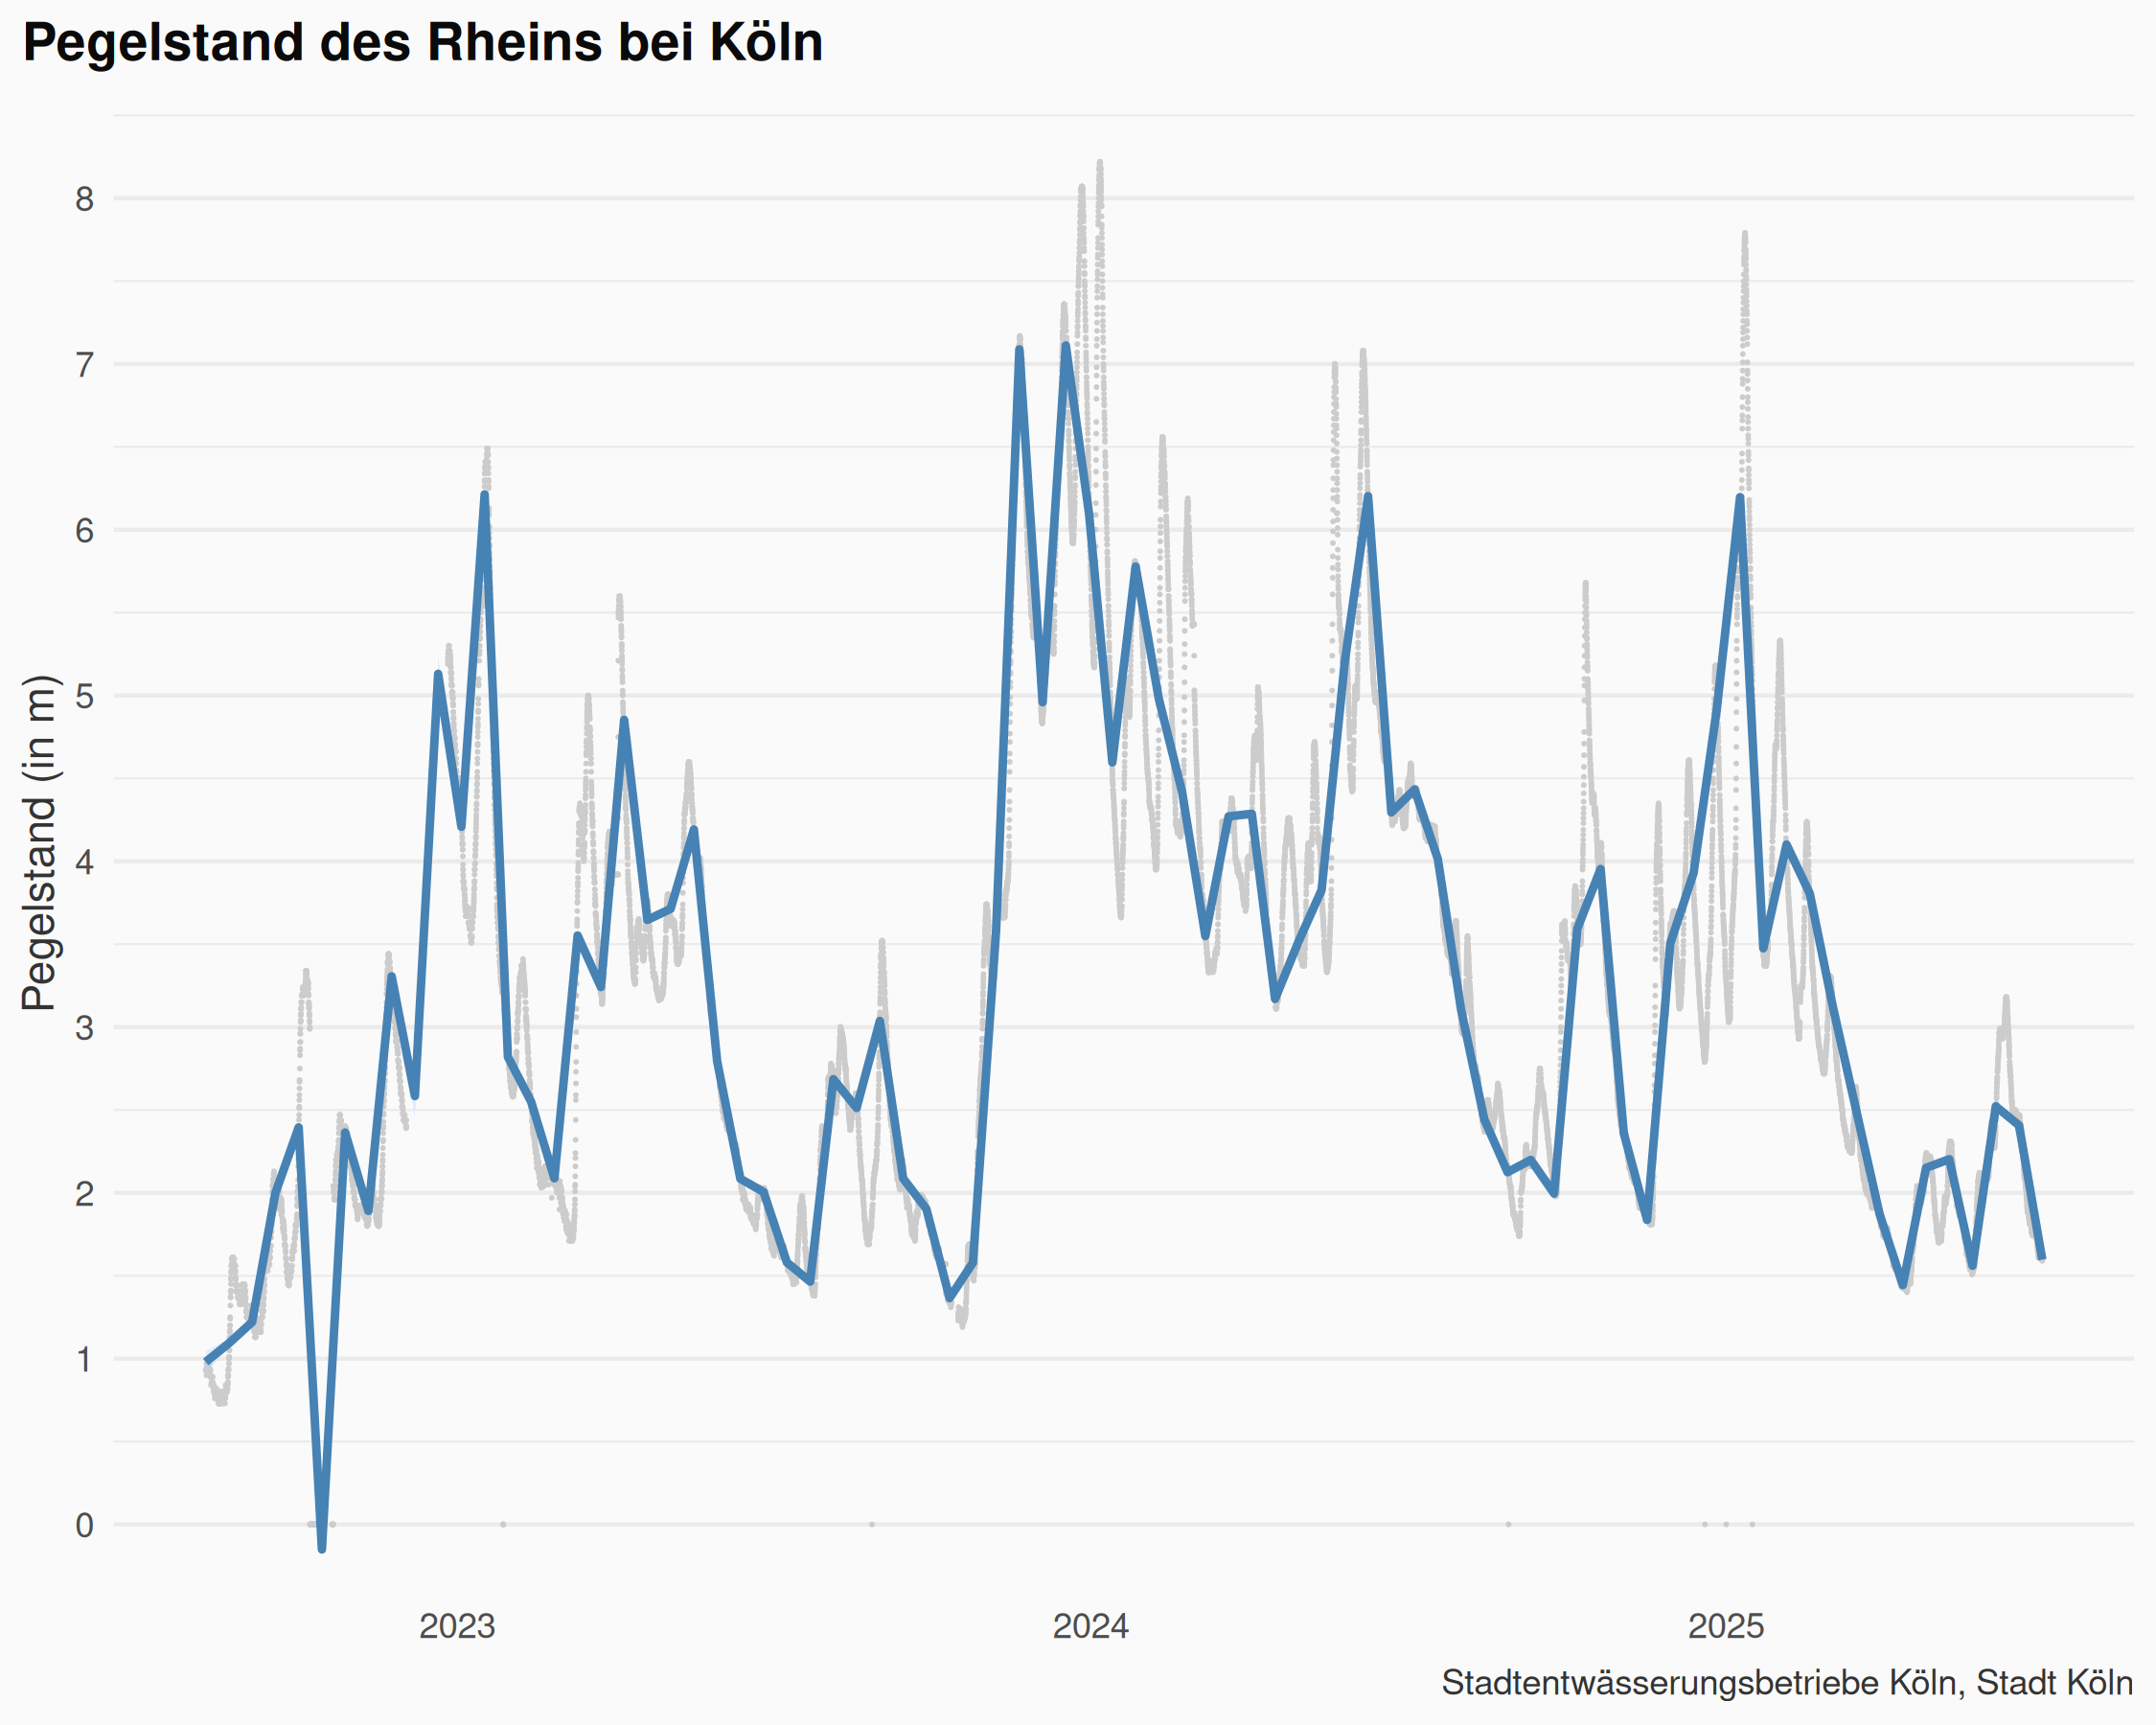 Pegelstand des Rheins bei Köln
Pegelstand (in m)
8
7
6
5
4
3
2
1
0
2023 2024 2025
Stadtentwässerungsbetriebe Köln, Stadt Köln